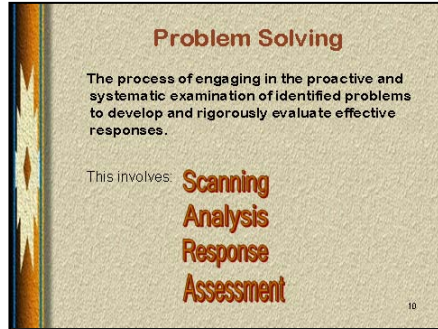 Problem Solving
The process of engaging in the proactive and
systematic examination of identified problems
to develop and rigorously evaluate effective
responses.
This involves: Scanning
Analysis
Response
Assessment
10